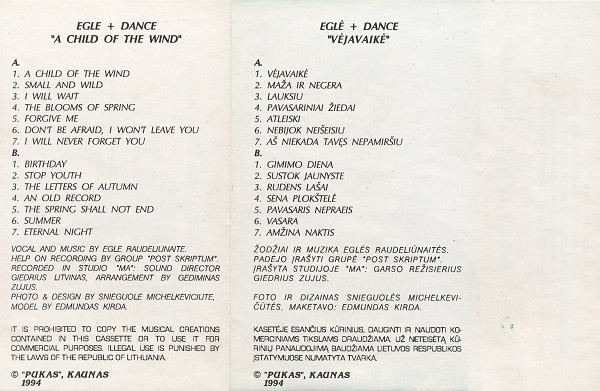 EGLE + DANCE
"A CHILD OF THE WIND"
A.
1. A CHILD OF THE WIND
2. SMALL AND WILD
3. I WILL WAIT
4. THE BLOOMS OF SPRING
5. FORGIVE ME
6. DON'T BE AFRAID, I WON'T LEAVE YOU
7. I WILL NEVER FORGET YOU
B.
1. BIRTHDAY
2. STOP YOUTH
3. THE LETTERS OF AUTUMN
4. AN OLD RECORD
5. THE SPRING SHALL NOT END
6. SUMMER
7. ETERNAL NIGHT
VOCAL AND MUSIC BY EGLE RAUDELIUNAITE.
HELP ON RECORDING BY GROUP "POST SKRIPTUM".
RECORDED IN STUDIO "MA": SOUND DIRECTOR
GIEDRIUS LITVINAS, ARRANGEMENT BY GEDIMINAS
ZUJUS.
PHOTO & DESIGN BY SNIEGUOLE MICHELKEVICIUTE,
MODEL BY EDMUNDAS KIRDA.
IT IS PROHIBITED TO COPY THE MUSICAL CREATIONS
CONTAINED IN THIS CASSETTE OR TO USE IT FOR
COMMERCIAL PURPOSES. ILLEGAL USE IS PUNISHED BY
THE LAWS OF THE REPUBLIC OF LITHUANIA.
© "PUKAS", KAUNAS
1994
EGLĖ + DANCE
"VĖJAVAIKĖ"
A.
1. VĖJAVAIKĖ
2. MAŽA IR NEGERA
3. LAUKSIU
4. PAVASARINIAI ŽIEDAI
5. ATLEISKI
6. NEBIJOK NEIŠEISIU
7. AŠ NIEKADA TAVĘS NEPAMIRŠIU
B.
1. GIMIMO DIENA
2. SUSTOK JAUNYSTE
3. RUDENS LAŠAI
4. SENA PLOKŠTELĖ
5. PAVASARIS NEPRAEIS
6. VASARA
7. AMŽINA NAKTIS
ŽODŽIAI IR MUZIKA EGLĖS RAUDELIŪNAITĖS.
PADĖJO ĮRAŠYTI GRUPĖ "POST SKRIPTUM".
ĮRAŠYTA STUDIJOJE "MA": GARSO REŽISIERIUS
GIEDRIUS ZUJUS.
FOTO IR DIZAINAS SNIEGUOLĖS MICHELKEVI-
ČŪTĖS, MAKETAVO: EDMUNDAS KIRDA.
KASETĖJE ESANČIUS KŪRINIUS, DAUGINTI IR NAUDOTI KO-
MERCINIAMS TIKSLAMS DRAUDŽIAMA. UŽ NETEISĖTĄ KŪ-
RINIŲ PANAUDOJIMĄ BAUDŽIAMA LIETUVOS RESPUBLIKOS
ĮSTATYMUOSE NUMATYTA TVARKA.
© "PUKAS", KAUNAS
1994